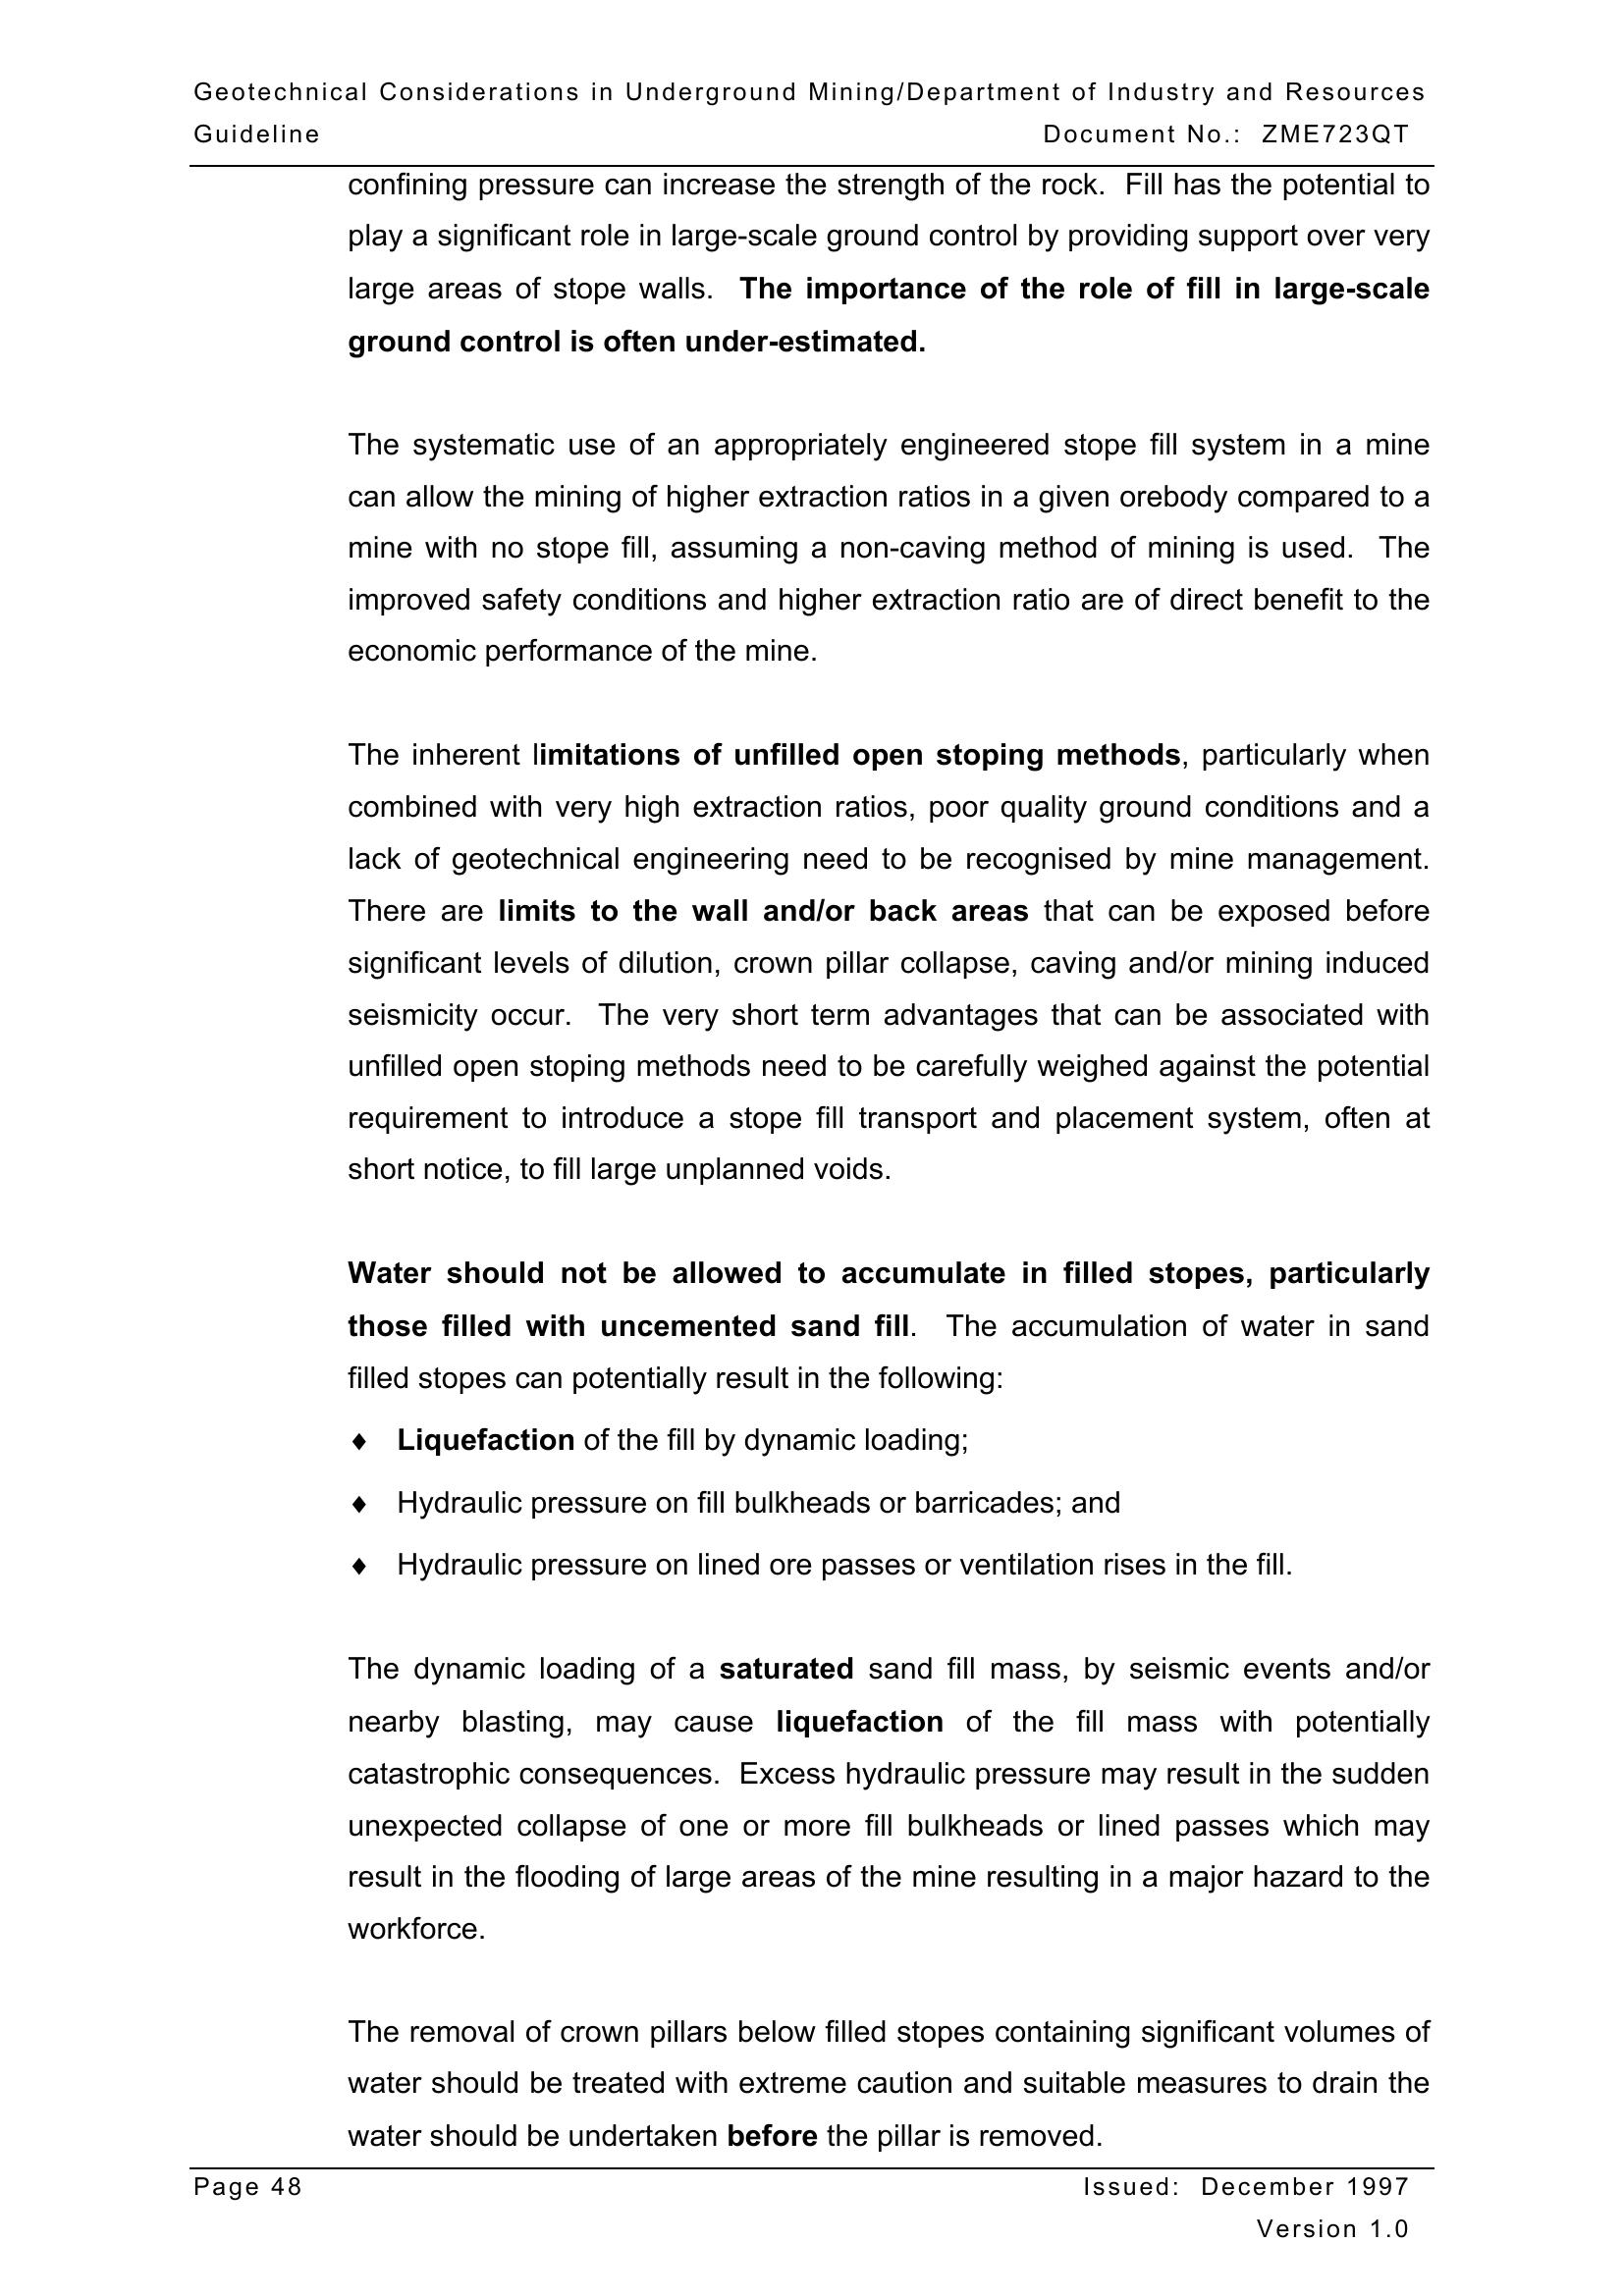 Geotechnical Considerations in Underground Mining/Department of Industry and Resources
Guideline Document No.: ZME723QT
confining pressure can increase the strength of the rock. Fill has the potential to
play a significant role in large-scale ground control by providing support over very
large areas of stope walls. The importance of the role of fill in large-scale
ground control is often under-estimated.
The systematic use of an appropriately engineered stope fill system in a mine
can allow the mining of higher extraction ratios in a given orebody compared to a
mine with no stope fill, assuming a non-caving method of mining is used. The
improved safety conditions and higher extraction ratio are of direct benefit to the
economic performance of the mine.
The inherent limitations of unfilled open stoping methods, particularly when
combined with very high extraction ratios, poor quality ground conditions and a
lack of geotechnical engineering need to be recognised by mine management.
There are limits to the wall and/or back areas that can be exposed before
significant levels of dilution, crown pillar collapse, caving and/or mining induced
seismicity occur. The very short term advantages that can be associated with
unfilled open stoping methods need to be carefully weighed against the potential
requirement to introduce a stope fill transport and placement system, often at
short notice, to fill large unplanned voids.
Water should not be allowed to accumulate in filled stopes, particularly
those filled with uncemented sand fill. The accumulation of water in sand
filled stopes can potentially result in the following:
♦ Liquefaction of the fill by dynamic loading;
♦ Hydraulic pressure on fill bulkheads or barricades; and
♦ Hydraulic pressure on lined ore passes or ventilation rises in the fill.
The dynamic loading of a saturated sand fill mass, by seismic events and/or
nearby blasting, may cause liquefaction of the fill mass with potentially
catastrophic consequences. Excess hydraulic pressure may result in the sudden
unexpected collapse of one or more fill bulkheads or lined passes which may
result in the flooding of large areas of the mine resulting in a major hazard to the
workforce.
The removal of crown pillars below filled stopes containing significant volumes of
water should be treated with extreme caution and suitable measures to drain the
water should be undertaken before the pillar is removed.
Page 48 Issued: December 1997
Version 1.0